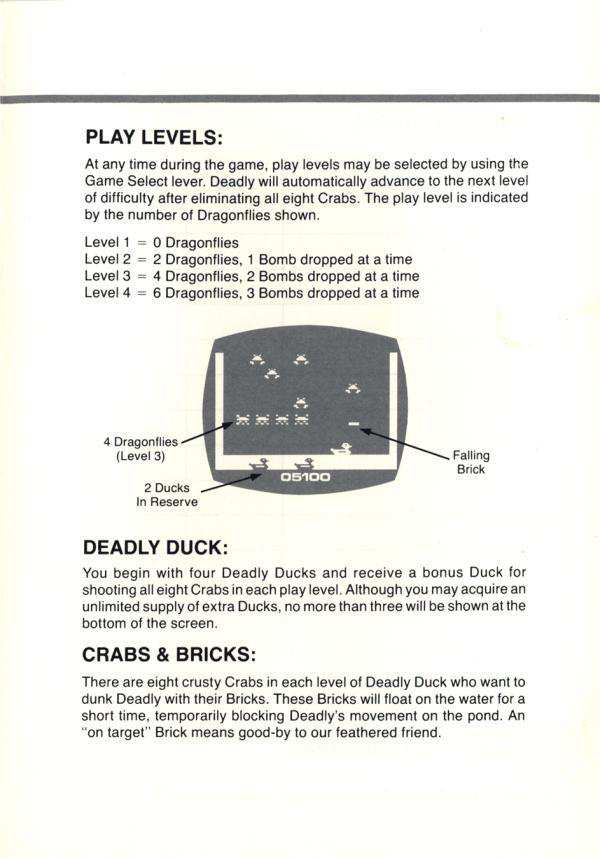 PLAY LEVELS:
At any time during the game, play levels may be selected by using the
Game Select lever. Deadly will automatically advance to the next level
of difficulty after eliminating all eight Crabs. The play level is indicated
by the number of Dragonflies shown.
Level 1 = 0 Dragonflies
Level 2 = 2 Dragonflies, 1 Bomb dropped at a time
Level 3 = 4 Dragonflies, 2 Bombs dropped at a time
Level 4 = 6 Dragonflies, 3 Bombs dropped at a time
4 Dragonflies
(Level 3)
Falling
Brick
2 Ducks
In Reserve
05100
DEADLY DUCK:
You begin with four Deadly Ducks and receive a bonus Duck for
shooting all eight Crabs in each play level. Although you may acquire an
unlimited supply of extra Ducks, no more than three will be shown at the
bottom of the screen.
CRABS & BRICKS:
There are eight crusty Crabs in each level of Deadly Duck who want to
dunk Deadly with their Bricks. These Bricks will float on the water for a
short time, temporarily blocking Deadly's movement on the pond. An
"on target" Brick means good-by to our feathered friend.